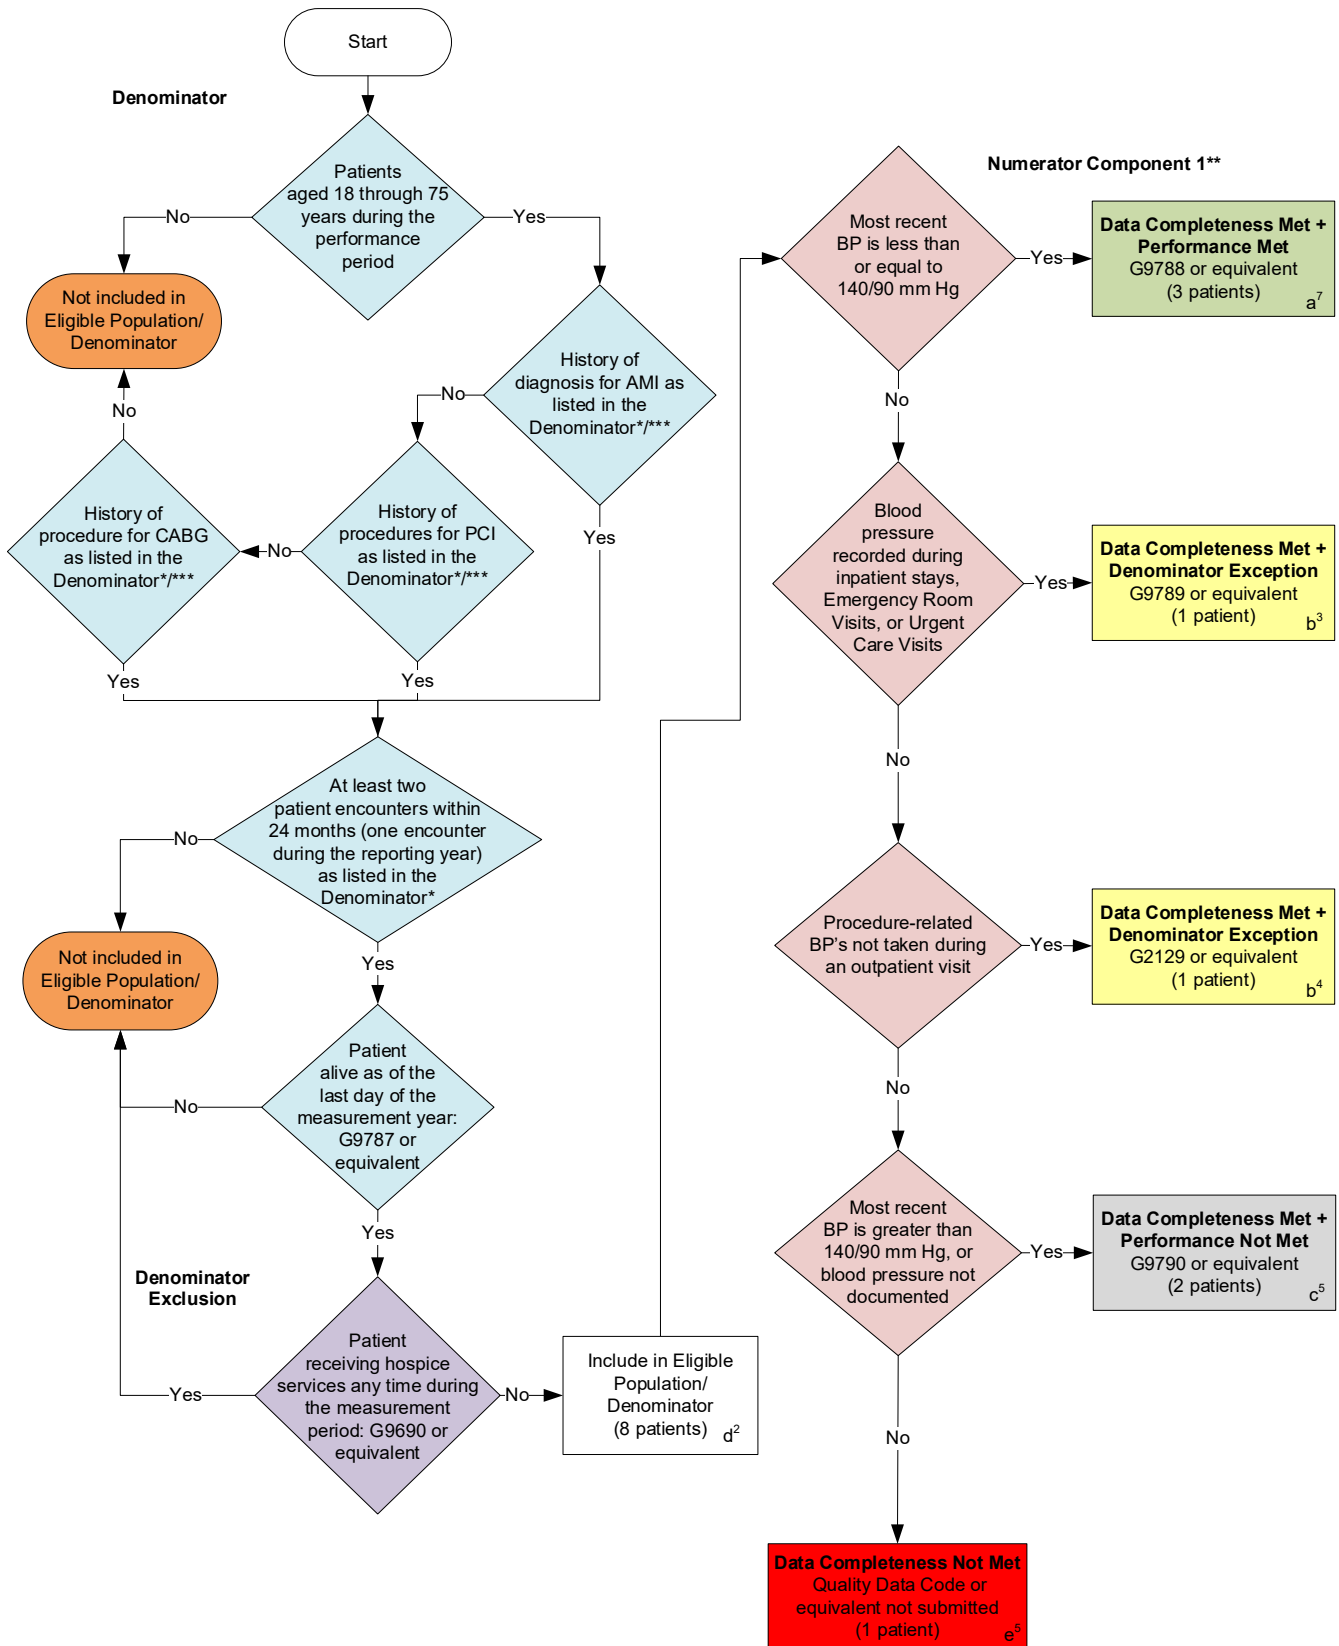 Start
Denominator
Patients
aged 18 through 75
years during the
performance
period
No
Yes
Not included in
Eligible Population/
Denominator
History of
diagnosis for AMI as
listed in the
Denominator*/***
No
Yes
History of
procedures for PCI
as listed in the
Denominator*/***
No
Yes
History of
procedure for CABG
as listed in the
Denominator*/***
No
Yes
At least two
patient encounters within
24 months (one encounter
during the reporting year)
as listed in the
Denominator*
No
Yes
Not included in
Eligible Population/
Denominator
Patient
alive as of the
last day of the
measurement year:
G9787 or
equivalent
No
Yes
Denominator
Exclusion
Patient
receiving hospice
services any time during
the measurement
period: G9690 or
equivalent
Yes
No
Include in Eligible
Population/
Denominator
(8 patients) d²
Numerator Component 1**
Most recent
BP is less than
or equal to
140/90 mm Hg
Yes
Data Completeness Met +
Performance Met
G9788 or equivalent
(3 patients) a⁷
No
Blood
pressure
recorded during
inpatient stays,
Emergency Room
Visits, or Urgent
Care Visits
Yes
Data Completeness Met +
Denominator Exception
G9789 or equivalent
(1 patient) b³
No
Procedure-related
BP's not taken during
an outpatient visit
Yes
Data Completeness Met +
Denominator Exception
G2129 or equivalent
(1 patient) b⁴
No
Most recent
BP is greater than
140/90 mm Hg, or
blood pressure not
documented
Yes
Data Completeness Met +
Performance Not Met
G9790 or equivalent
(2 patients) c⁵
No
Data Completeness Not Met
Quality Data Code or
equivalent not submitted
(1 patient) e⁵